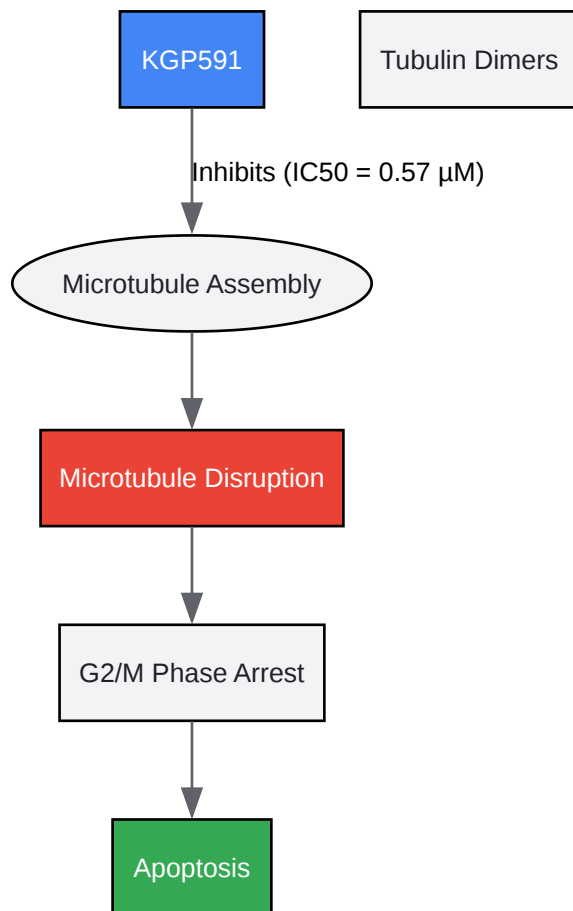 KGP591
Tubulin Dimers
Inhibits (IC50 = 0.57 µM)
Microtubule Assembly
Microtubule Disruption
G2/M Phase Arrest
Apoptosis